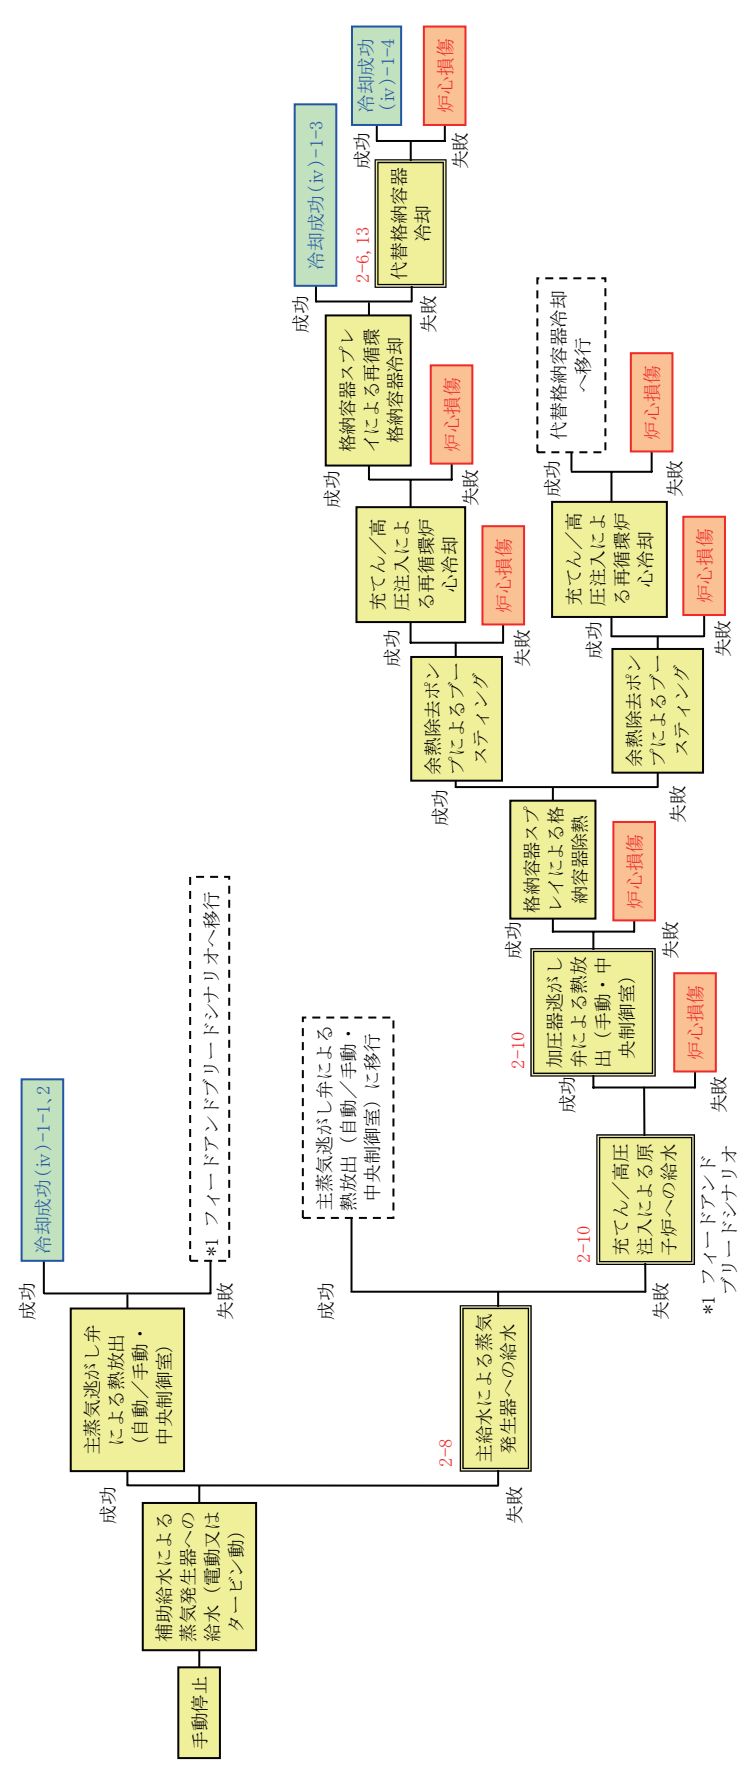 手動停止
補助給水による
蒸気発生器への
給水（電動又は
タービン動）
成功
失敗
主蒸気逃がし弁
による熱放出
（自動／手動・
中央制御室）
成功
冷却成功(ⅳ)-1-1、2
失敗
*1 フィードアンドブリードシナリオへ移行
2-8
主給水による蒸気
発生器への給水
成功
主蒸気逃がし弁による
熱放出（自動／手動・
中央制御室）に移行
失敗
2-10
充てん／高圧
注入による原
子炉への給水
*1 フィードアンド
ブリードシナリオ
成功
失敗
炉心損傷
2-10
加圧器逃がし
弁による熱放
出（手動・中
央制御室）
成功
失敗
炉心損傷
格納容器スプ
レイによる格
納容器除熱
成功
失敗
余熱除去ポン
プによるブー
スティング
成功
失敗
炉心損傷
充てん／高
圧注入によ
る再循環炉
心冷却
成功
失敗
炉心損傷
格納容器スプレ
イによる再循環
格納容器冷却
成功
冷却成功(ⅳ)-1-3
失敗
2-6,13
代替格納容器
冷却
成功
冷却成功
(ⅳ)-1-4
失敗
炉心損傷
余熱除去ポン
プによるブー
スティング
成功
失敗
炉心損傷
充てん／高
圧注入によ
る再循環炉
心冷却
成功
代替格納容器冷却
へ移行
失敗
炉心損傷